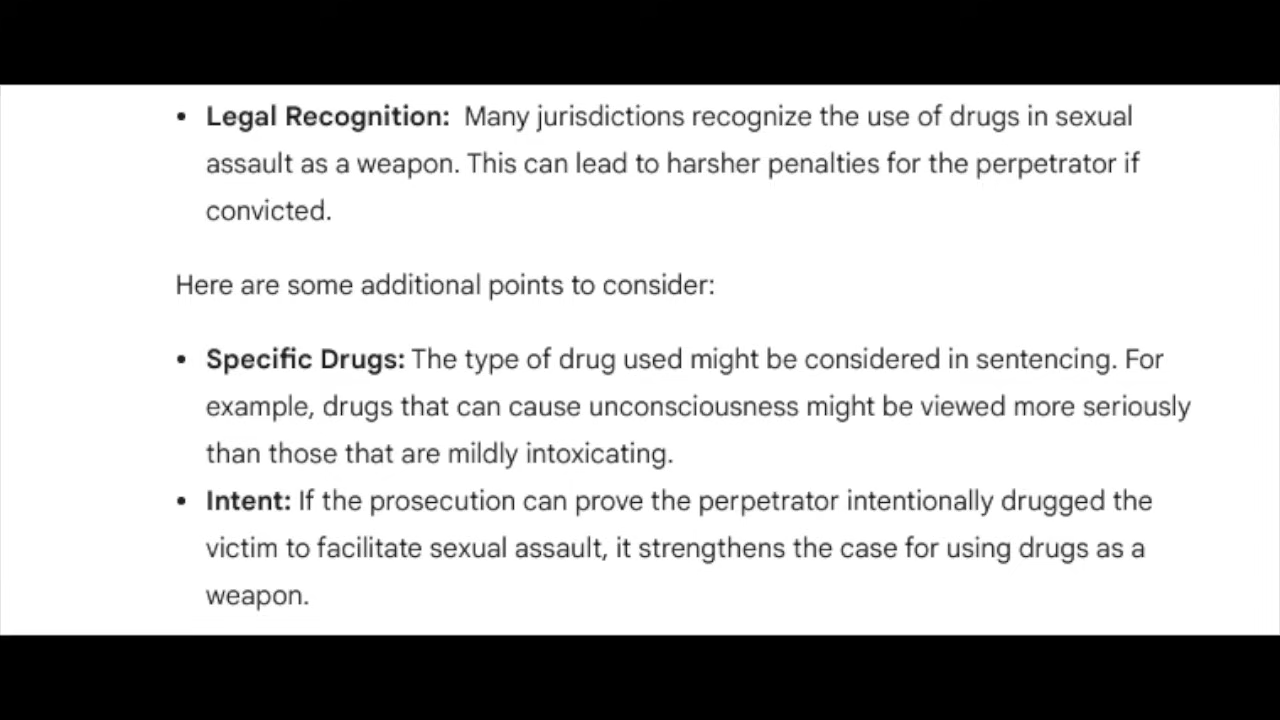 • Legal Recognition: Many jurisdictions recognize the use of drugs in sexual
assault as a weapon. This can lead to harsher penalties for the perpetrator if
convicted.
Here are some additional points to consider:
• Specific Drugs: The type of drug used might be considered in sentencing. For
example, drugs that can cause unconsciousness might be viewed more seriously
than those that are mildly intoxicating.
• Intent: If the prosecution can prove the perpetrator intentionally drugged the
victim to facilitate sexual assault, it strengthens the case for using drugs as a
weapon.